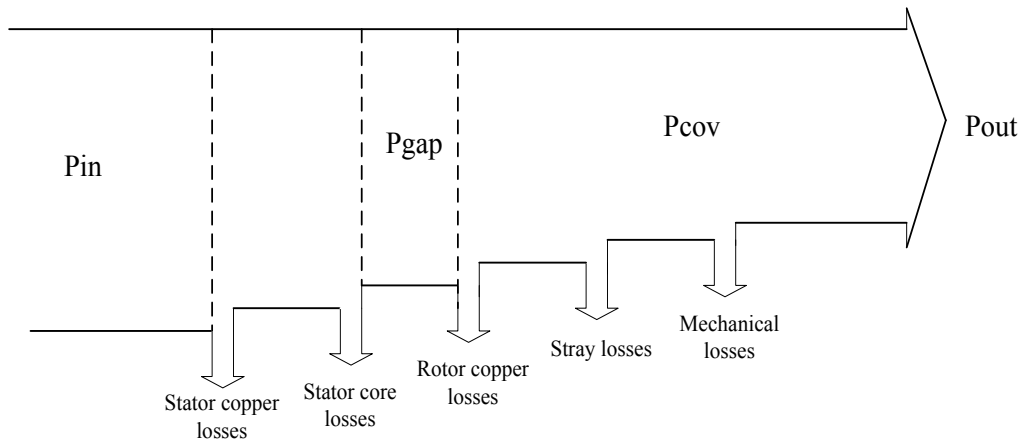 Pin
Pgap
Pcov
Pout
Stator copper
losses
Stator core
losses
Rotor copper
losses
Stray losses
Mechanical
losses